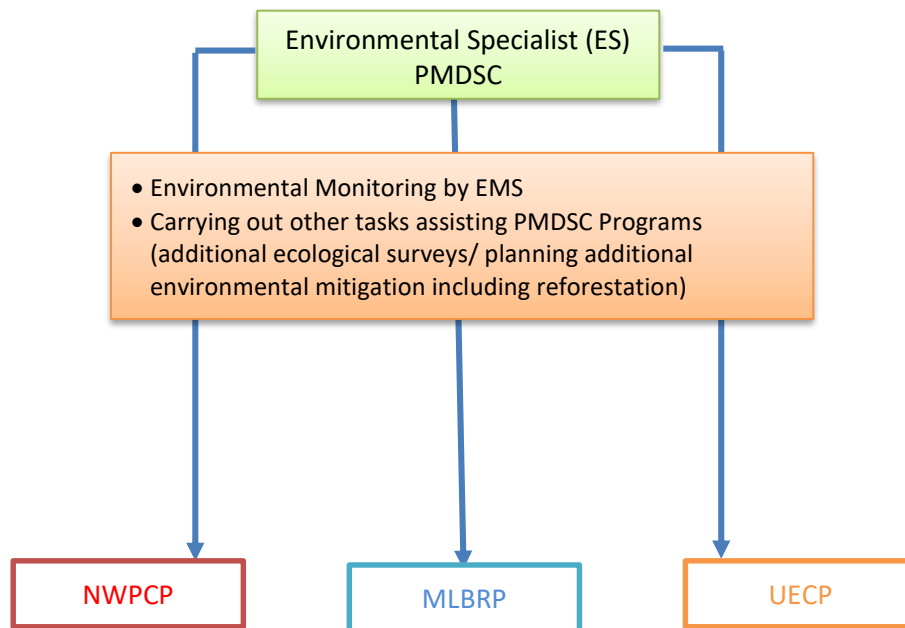 Environmental Specialist (ES)
PMDSC
• Environmental Monitoring by EMS
• Carrying out other tasks assisting PMDSC Programs
(additional ecological surveys/ planning additional
environmental mitigation including reforestation)
NWPCP
MLBRP
UECP